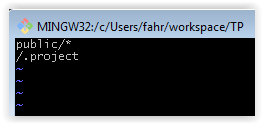 MINGW32:/c/Users/fahr/workspace/TP
public/*
/.project
~
~
~
~